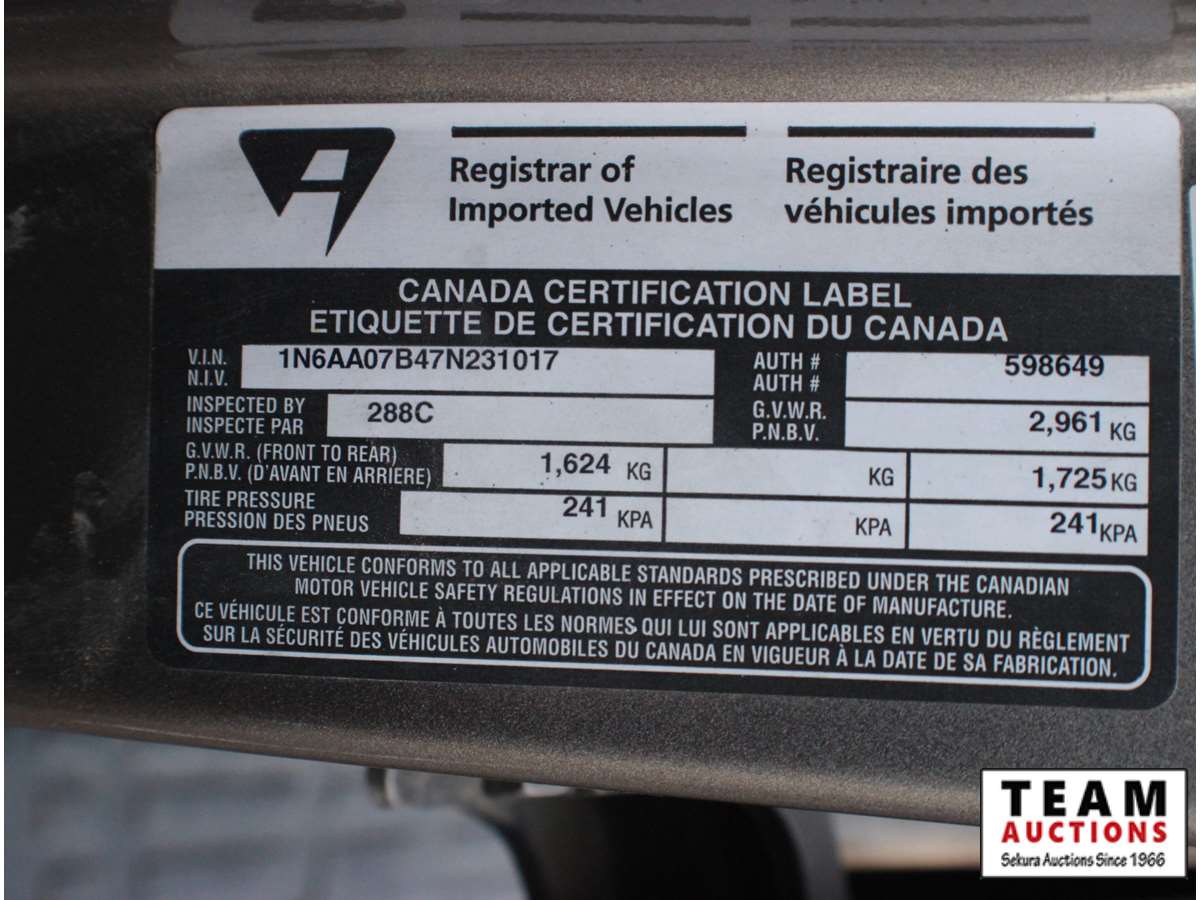 Registrar of
Imported Vehicles
Registraire des
véhicules importés
CANADA CERTIFICATION LABEL
ETIQUETTE DE CERTIFICATION DU CANADA
V.I.N. 1N6AA07B47N231017 AUTH # 598649
N.I.V. AUTH #
INSPECTED BY 288C G.V.W.R. 2,961 KG
INSPECTE PAR P.N.B.V.
G.V.W.R. (FRONT TO REAR) 1,624 KG KG 1,725 KG
P.N.B.V. (D'AVANT EN ARRIERE)
TIRE PRESSURE 241 KPA KPA 241 KPA
PRESSION DES PNEUS
THIS VEHICLE CONFORMS TO ALL APPLICABLE STANDARDS PRESCRIBED UNDER THE CANADIAN
MOTOR VEHICLE SAFETY REGULATIONS IN EFFECT ON THE DATE OF MANUFACTURE.
CE VÉHICULE EST CONFORME À TOUTES LES NORMES QUI LUI SONT APPLICABLES EN VERTU DU RÈGLEMENT
SUR LA SÉCURITÉ DES VÉHICULES AUTOMOBILES DU CANADA EN VIGUEUR À LA DATE DE SA FABRICATION.
TEAM
AUCTIONS
Sekura Auctions Since 1966